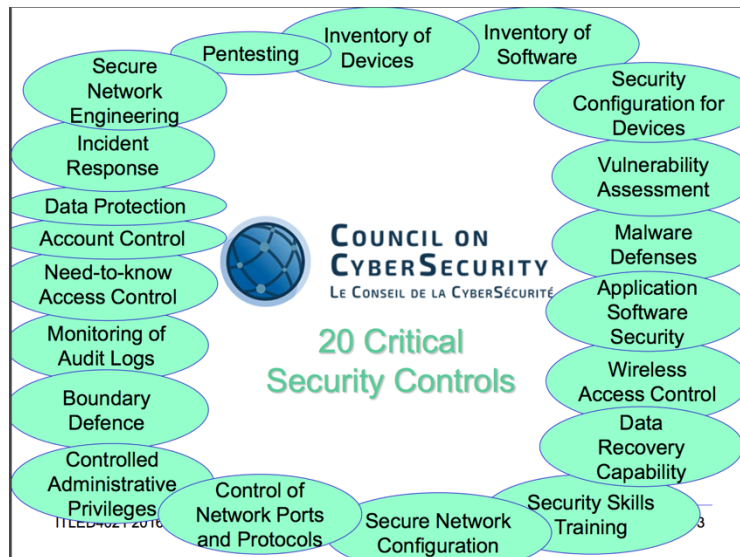 Pentesting
Inventory of
Devices
Inventory of
Software
Security
Configuration for
Devices
Vulnerability
Assessment
Malware
Defenses
Application
Software
Security
Wireless
Access Control
Data
Recovery
Capability
Security Skills
Training
Secure Network
Configuration
Control of
Network Ports
and Protocols
Controlled
Administrative
Privileges
Boundary
Defence
Monitoring of
Audit Logs
Need-to-know
Access Control
Account Control
Data Protection
Incident
Response
Secure
Network
Engineering
COUNCIL ON
CYBERSECURITY
LE CONSEIL DE LA CYBERSÉCURITÉ
20 Critical
Security Controls
3